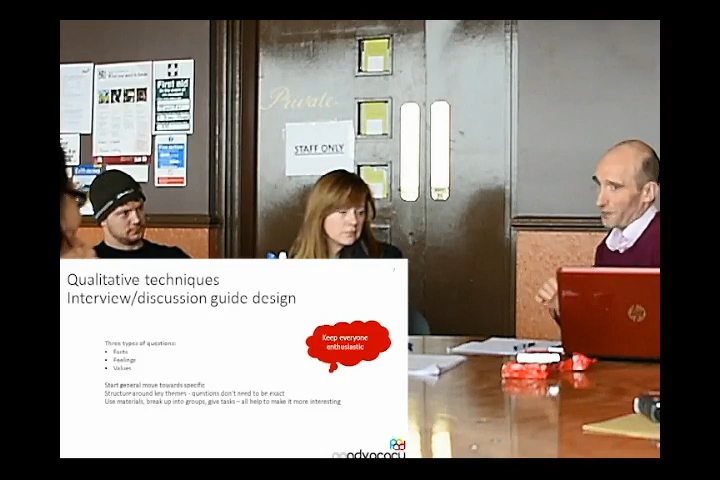 First aid
Private
STAFF ONLY
hp
7
Qualitative techniques
Interview/discussion guide design
Keep everyone
enthusiastic
Three types of questions:
• Facts
• Feelings
• Values
Start general move towards specific
Structure around key themes - questions don't need to be exact
Use materials, break up into groups, give tasks – all help to make it more interesting